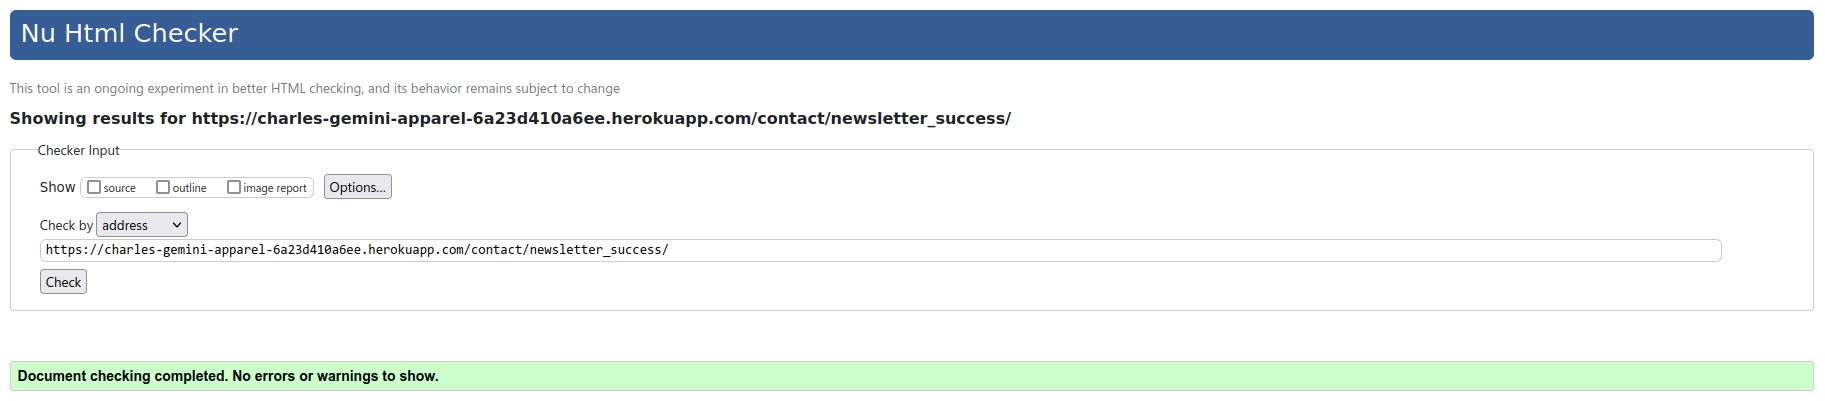 Nu Html Checker
This tool is an ongoing experiment in better HTML checking, and its behavior remains subject to change
Showing results for https://charles-gemini-apparel-6a23d410a6ee.herokuapp.com/contact/newsletter_success/
Checker Input
Show source outline image report Options...
Check by address
https://charles-gemini-apparel-6a23d410a6ee.herokuapp.com/contact/newsletter_success/
Check
Document checking completed. No errors or warnings to show.